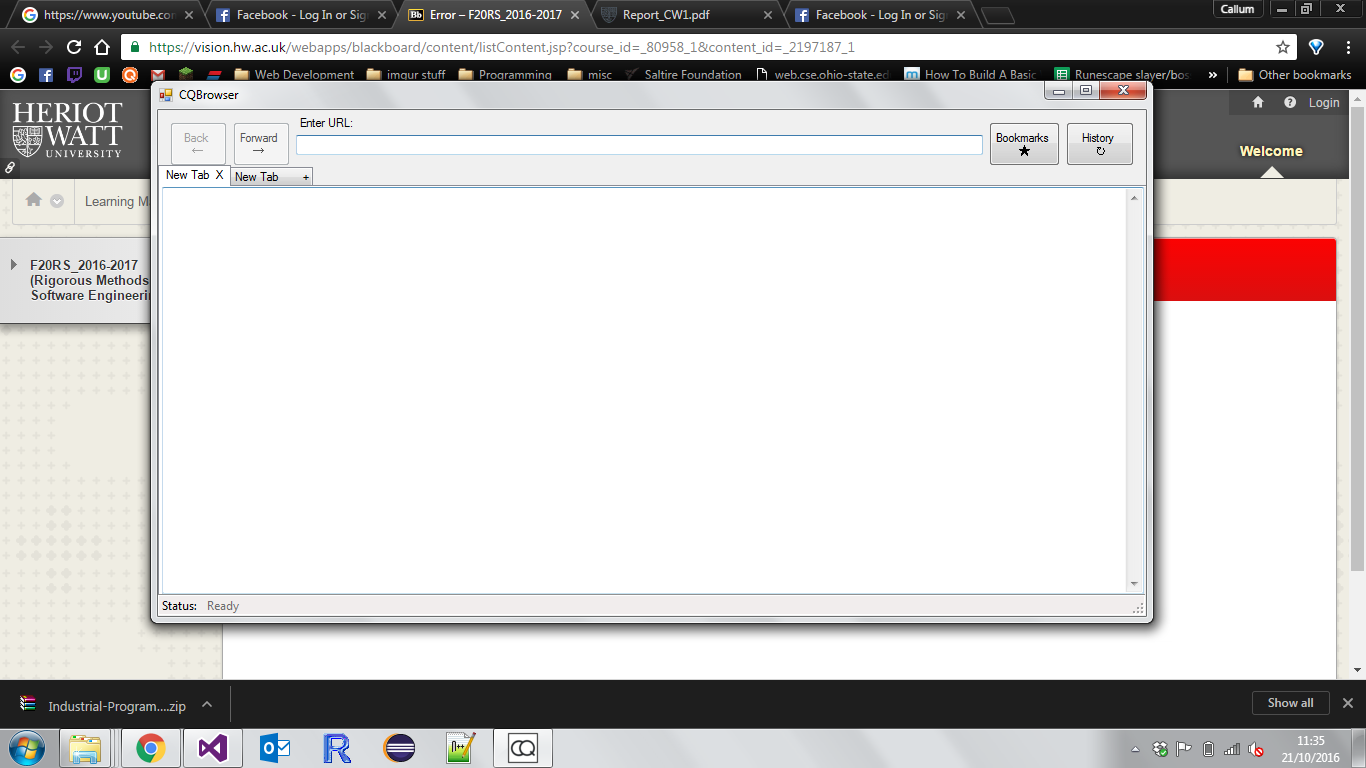 https://www.youtube.con
Facebook - Log In or Sig
Error – F20RS_2016-2017
Report_CW1.pdf
Facebook - Log In or Sig
Callum
https://vision.hw.ac.uk/webapps/blackboard/content/listContent.jsp?course_id=_80958_1&content_id=_2197187_1
Web Development
imgur stuff
Programming
misc
Saltire Foundation
web.cse.ohio-state.ed
How To Build A Basic
Runescape slayer/bos
»
Other bookmarks
HERIOT
WATT
UNIVERSITY
Login
Welcome
CQBrowser
Back
←
Forward
→
Enter URL:
Bookmarks
★
History
↻
New Tab X
New Tab +
Learning M
F20RS_2016-2017
(Rigorous Methods
Software Engineerin
Status: Ready
Industrial-Program....zip
Show all
11:35
21/10/2016